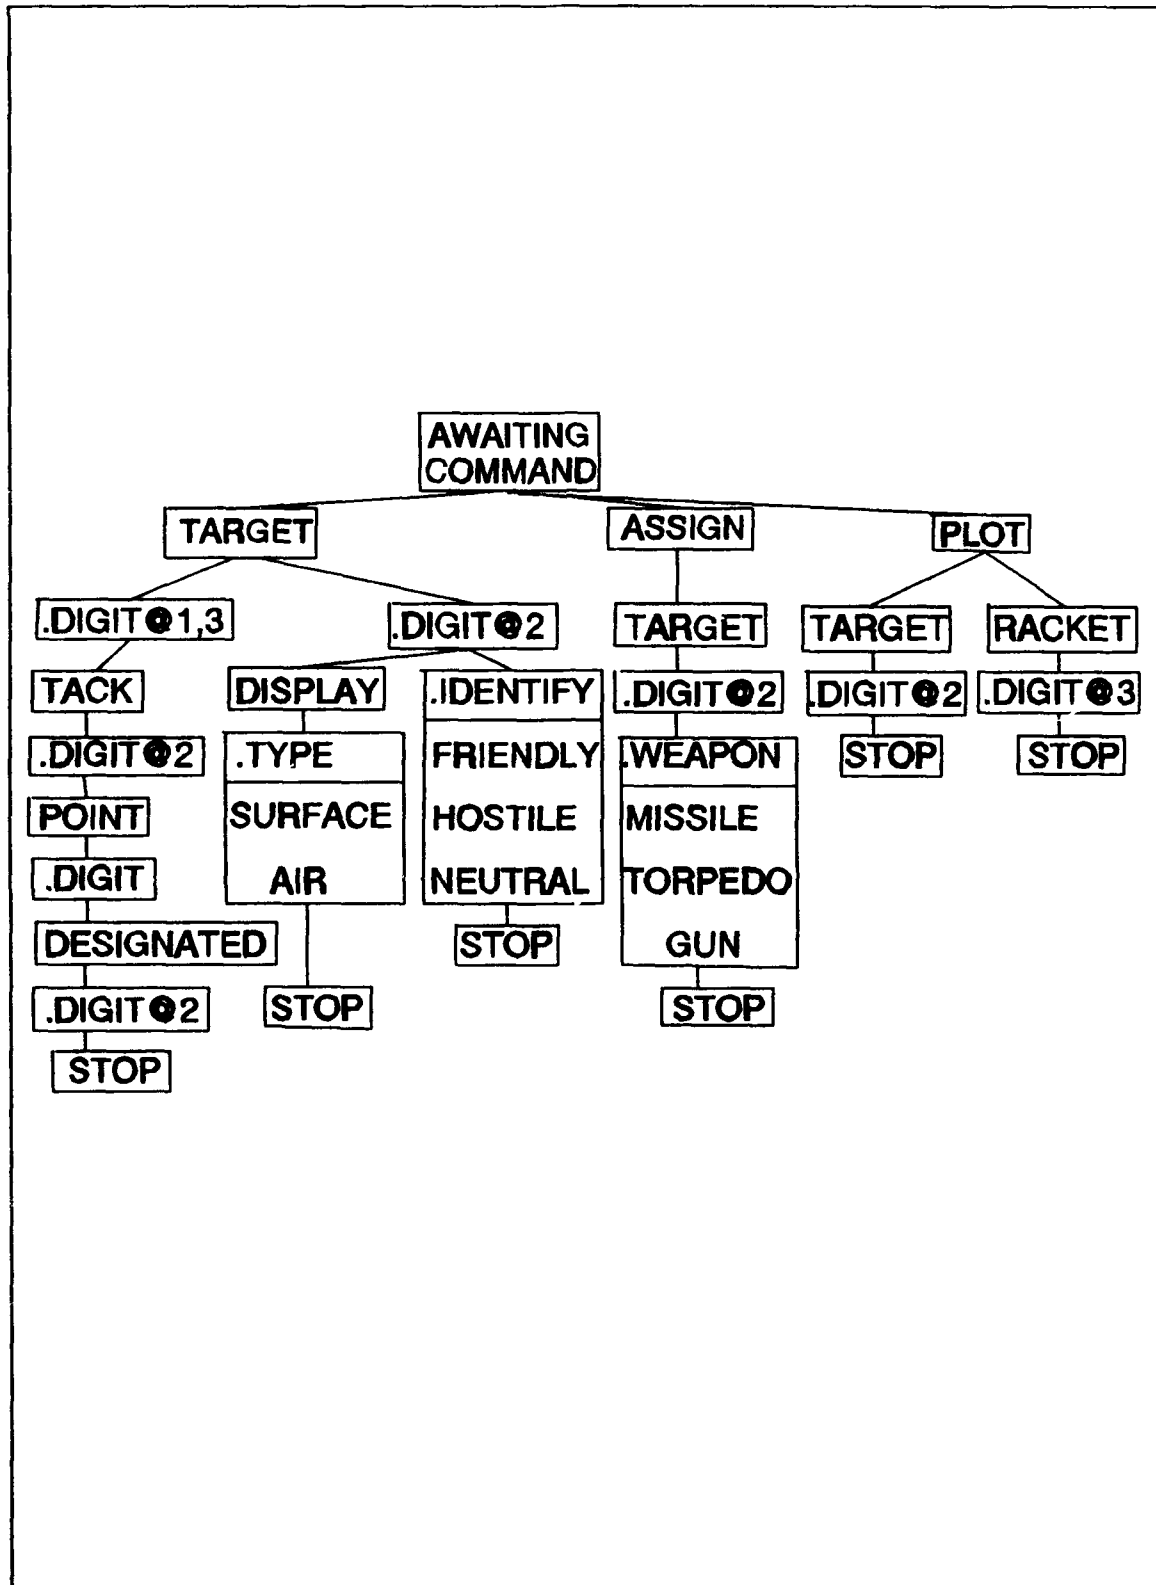 AWAITING
COMMAND
TARGET
ASSIGN
PLOT
.DIGIT@1,3
.DIGIT@2
TARGET
TARGET
RACKET
TACK
DISPLAY
.IDENTIFY
.DIGIT@2
.DIGIT@2
.DIGIT@3
.DIGIT@2
.TYPE
FRIENDLY
.WEAPON
STOP
STOP
POINT
SURFACE
HOSTILE
MISSILE
.DIGIT
AIR
NEUTRAL
TORPEDO
DESIGNATED
STOP
GUN
.DIGIT@2
STOP
STOP
STOP